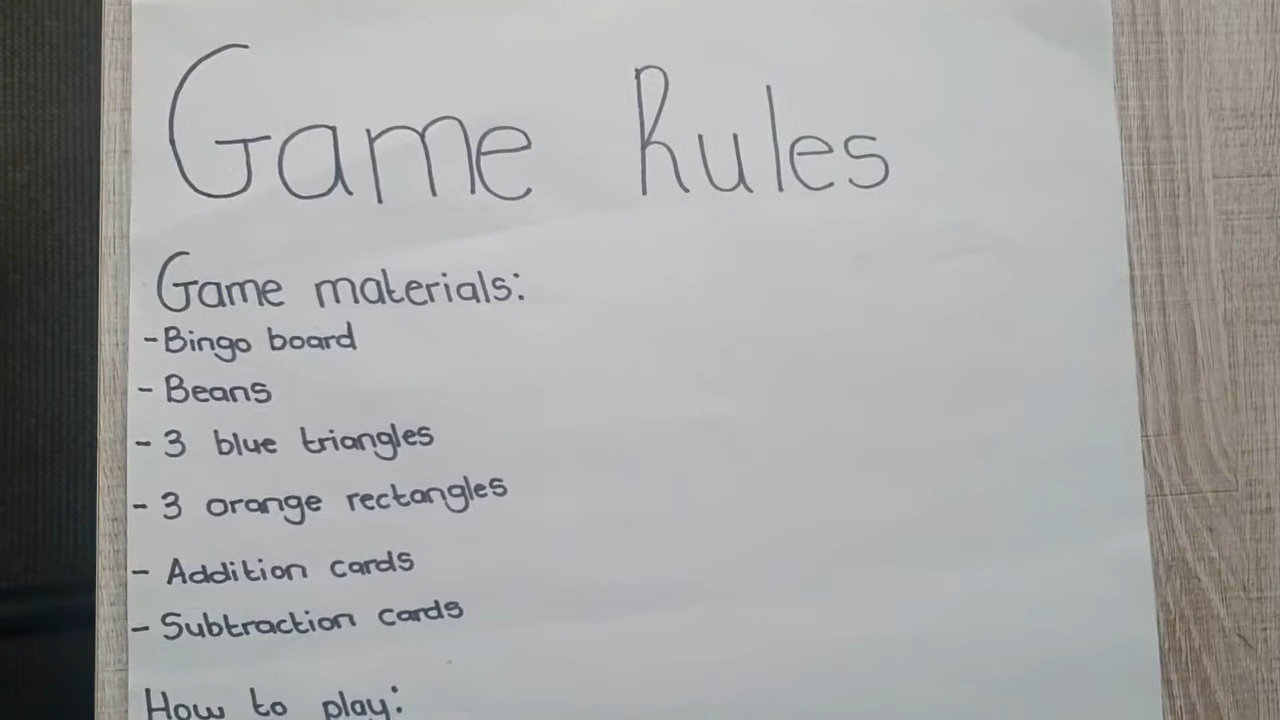 Game Rules
Game materials:
-Bingo board
- Beans
- 3 blue triangles
- 3 orange rectangles
- Addition cards
- Subtraction cards
How to play: